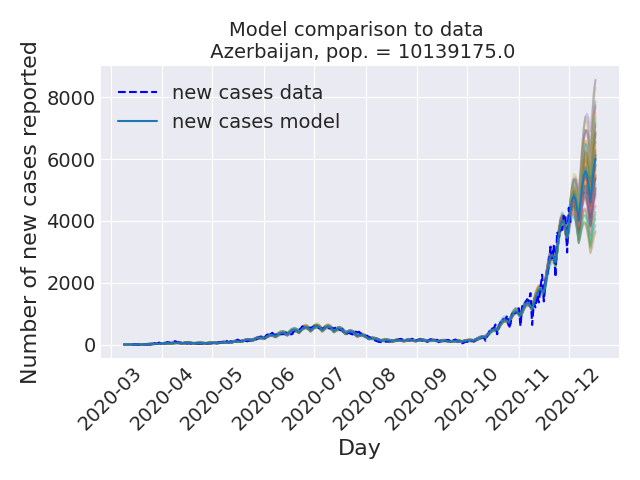 Model comparison to data
Azerbaijan, pop. = 10139175.0
Number of new cases reported
8000
6000
4000
2000
0
new cases data
new cases model
2020-03
2020-04
2020-05
2020-06
2020-07
2020-08
2020-09
2020-10
2020-11
2020-12
Day